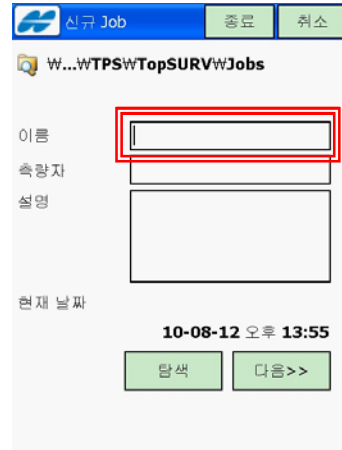 신규 Job 종료 취소
₩...₩TPS₩TopSURV₩Jobs
이름
측량자
설명
현재 날짜
10-08-12 오후 13:55
탐색 다음>>